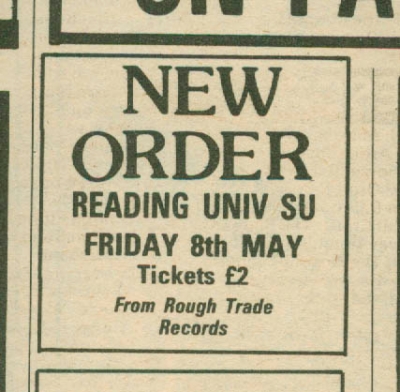 NEW
ORDER
READING UNIV SU
FRIDAY 8th MAY
Tickets £2
From Rough Trade
Records